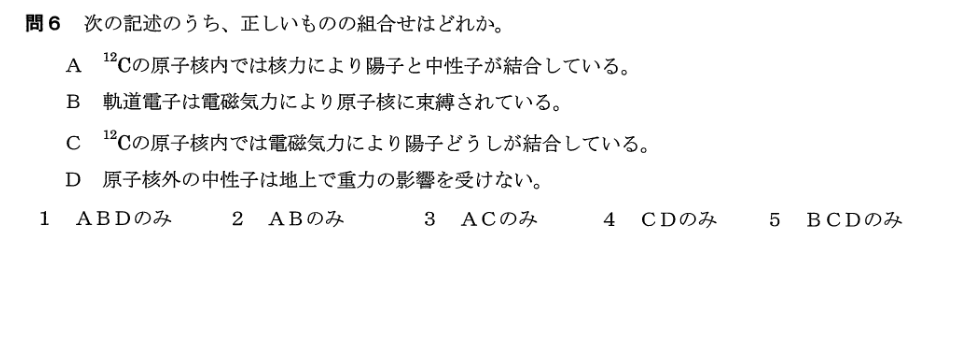 問６　次の記述のうち、正しいものの組合せはどれか。
A　¹²Cの原子核内では核力により陽子と中性子が結合している。
B　軌道電子は電磁気力により原子核に束縛されている。
C　¹²Cの原子核内では電磁気力により陽子どうしが結合している。
D　原子核外の中性子は地上で重力の影響を受けない。
1　ＡＢＤのみ　2　ＡＢのみ　3　ＡＣのみ　4　ＣＤのみ　5　ＢＣＤのみ